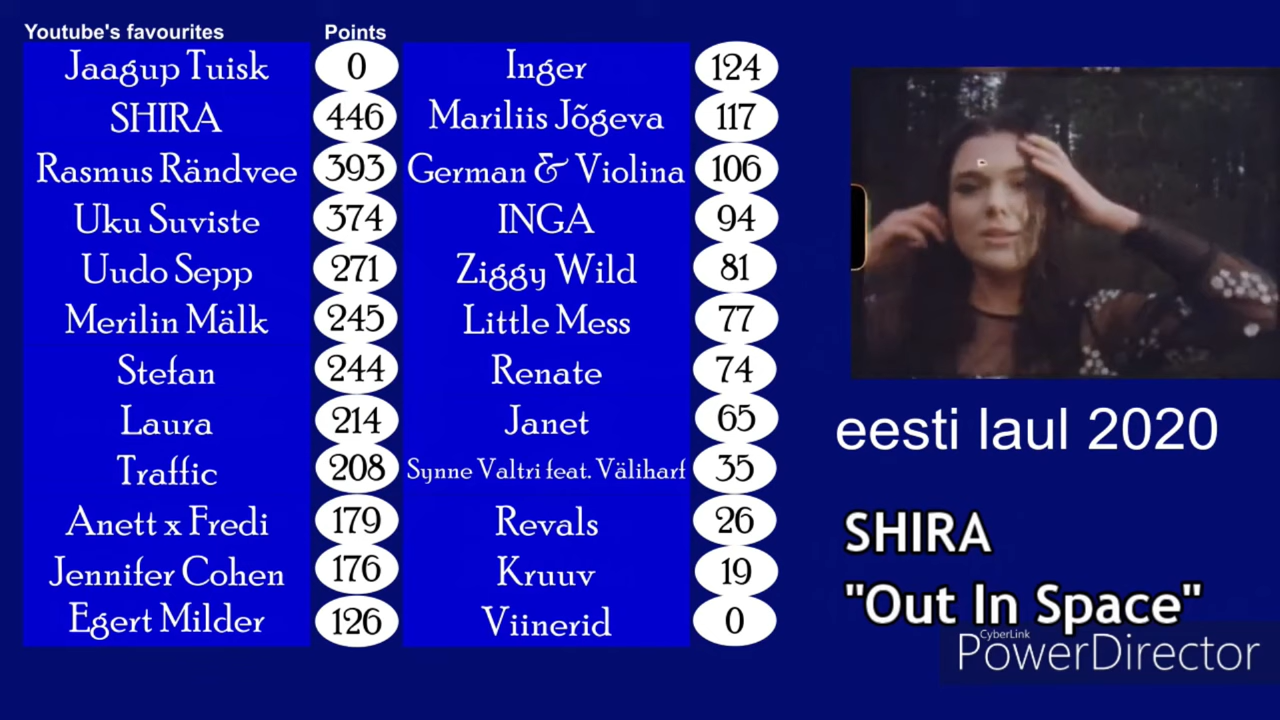 Youtube's favourites Points
Jaagup Tuisk 0
SHIRA 446
Rasmus Rändvee 393
Uku Suviste 374
Uudo Sepp 271
Merilin Mälk 245
Stefan 244
Laura 214
Traffic 208
Anett x Fredi 179
Jennifer Cohen 176
Egert Milder 126
Inger 124
Mariliis Jõgeva 117
German & Violina 106
INGA 94
Ziggy Wild 81
Little Mess 77
Renate 74
Janet 65
Synne Valtri feat. Väliharf 35
Revals 26
Kruuv 19
Viinerid 0
eesti laul 2020
SHIRA
"Out In Space"
CyberLink
PowerDirector